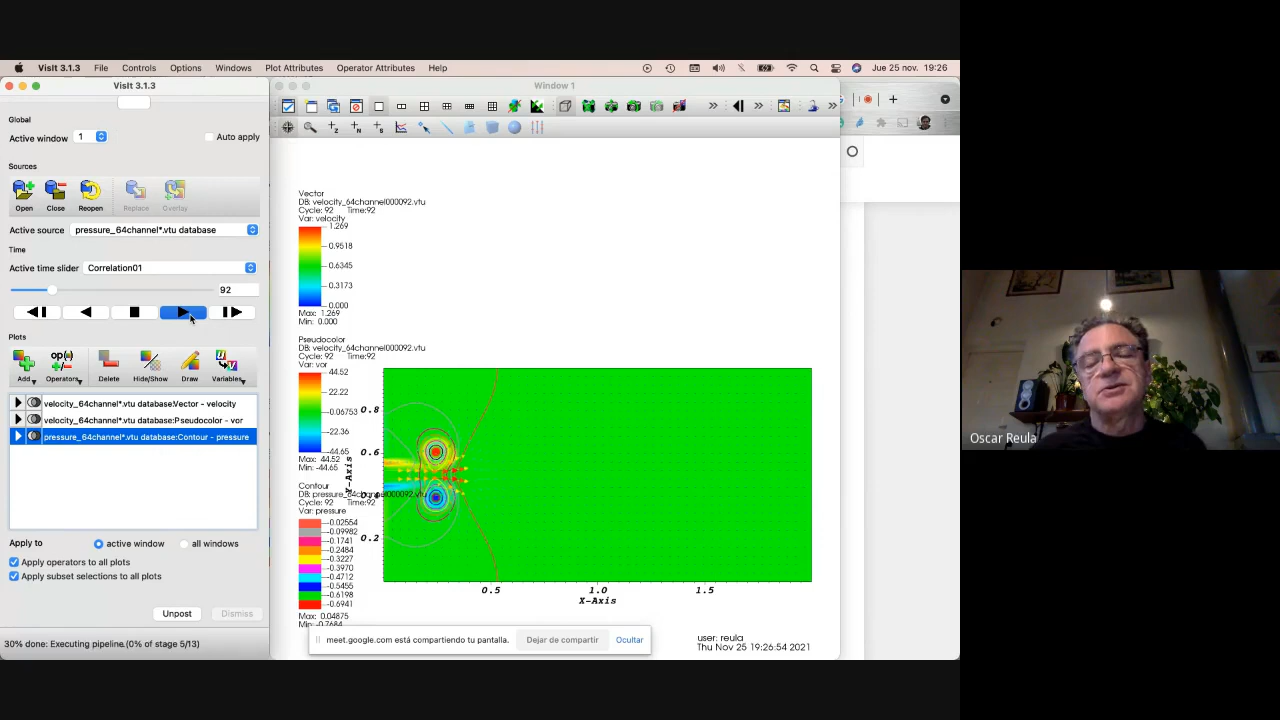 VisIt 3.1.3 File Controls Options Windows Plot Attributes Operator Attributes Help Jue 25 nov. 19:26
VisIt 3.1.3
Window 1
Global
Active window 1 Auto apply
Sources
Open Close Reopen Replace Overlay
Active source pressure_64channel*.vtu database
Time
Active time slider Correlation01
92
Plots
Add Operators Delete Hide/Show Draw Variables
velocity_64channel*.vtu database:Vector - velocity
velocity_64channel*.vtu database:Pseudocolor - vor
pressure_64channel*.vtu database:Contour - pressure
Apply to active window all windows
Apply operators to all plots
Apply subset selections to all plots
Unpost Dismiss
30% done: Executing pipeline.(0% of stage 5/13)
Vector
DB: velocity_64channel000092.vtu
Cycle: 92 Time:92
Var: velocity
1.269
0.9518
0.6345
0.3173
0.000
Max: 1.269
Min: 0.000
Pseudocolor
DB: velocity_64channel000092.vtu
Cycle: 92 Time:92
Var: vor
44.52
22.22
-0.06753
-22.36
-44.65
Max: 44.52
Min: -44.65
Contour
DB: pressure_64channel000092.vtu
Cycle: 92 Time:92
Var: pressure
-0.02554
-0.09982
-0.1741
-0.2484
-0.3227
-0.3970
-0.4712
-0.5455
-0.6198
-0.6941
Max: 0.04875
Min: -0.7684
0.8
0.6
0.4
0.2
Y-Axis
0.5 1.0 1.5
X-Axis
meet.google.com está compartiendo tu pantalla. Dejar de compartir Ocultar
user: reula
Thu Nov 25 19:26:54 2021
Oscar Reula